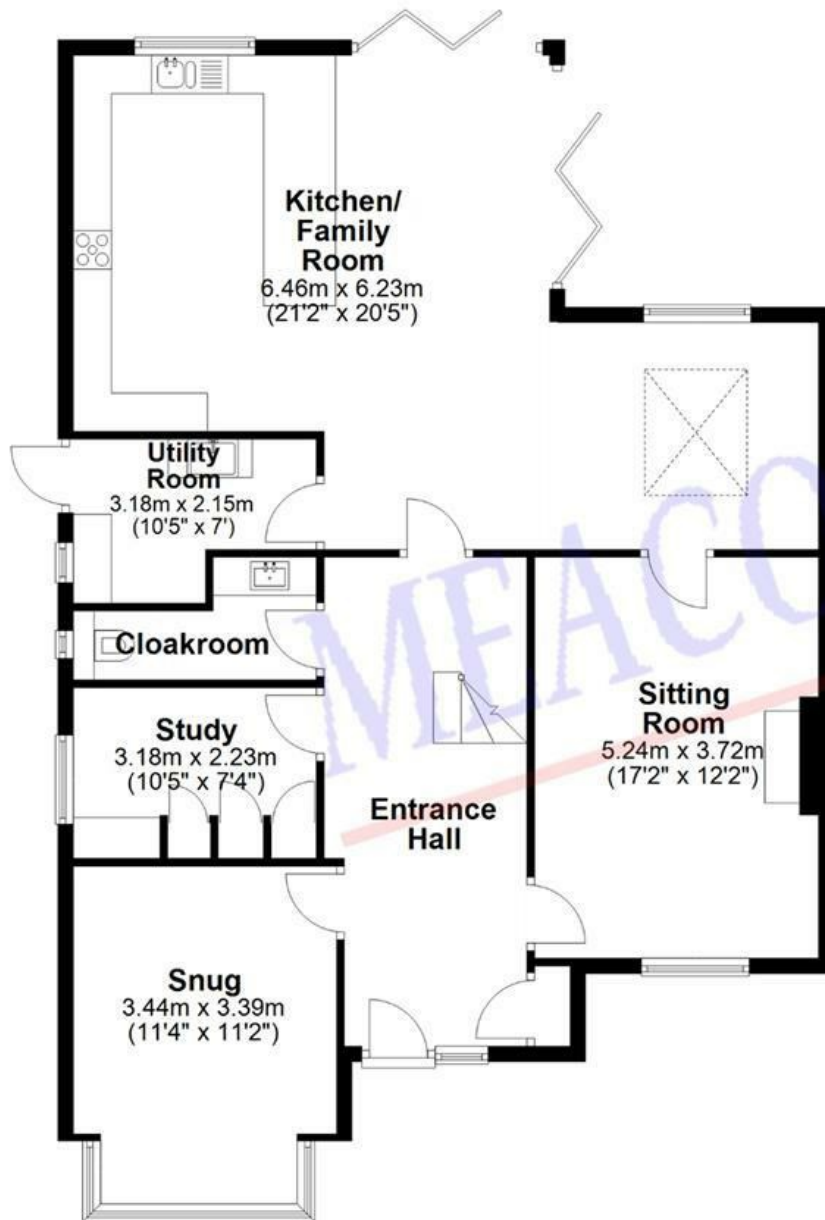 Kitchen/
Family
Room
6.46m x 6.23m
(21'2" x 20'5")
Utility
Room
3.18m x 2.15m
(10'5" x 7')
MEACO
Cloakroom
Study
3.18m x 2.23m
(10'5" x 7'4")
Sitting
Room
5.24m x 3.72m
(17'2" x 12'2")
Entrance
Hall
Snug
3.44m x 3.39m
(11'4" x 11'2")